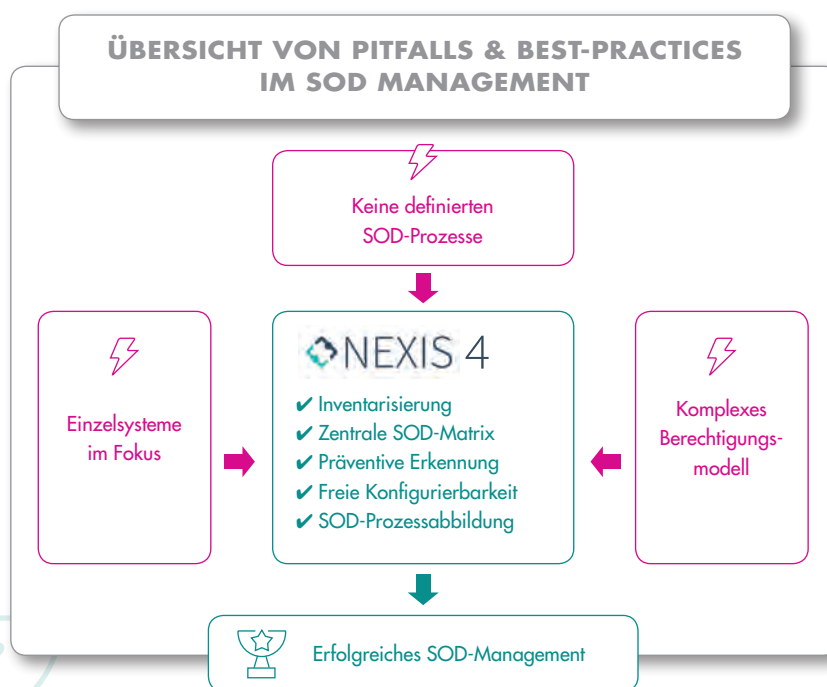 ÜBERSICHT VON PITFALLS & BEST-PRACTICES
IM SOD MANAGEMENT
Keine definierten
SOD-Prozesse
Einzelsysteme
im Fokus
NEXIS 4
✔ Inventarisierung
✔ Zentrale SOD-Matrix
✔ Präventive Erkennung
✔ Freie Konfigurierbarkeit
✔ SOD-Prozessabbildung
Komplexes
Berechtigungs-
modell
Erfolgreiches SOD-Management